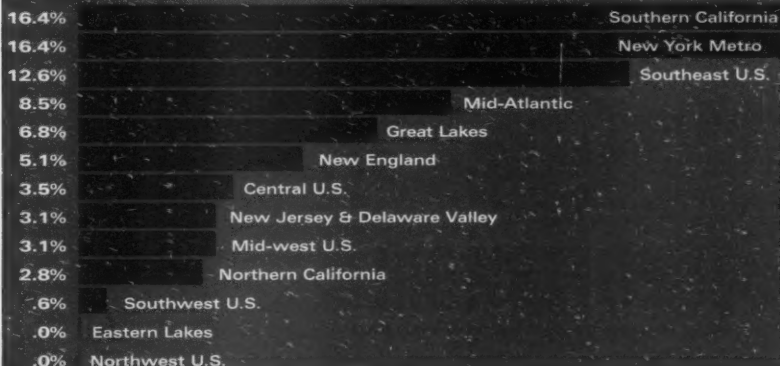 16.4% Southern California
16.4% New York Metro
12.6% Southeast U.S.
8.5% Mid-Atlantic
6.8% Great Lakes
5.1% New England
3.5% Central U.S.
3.1% New Jersey & Delaware Valley
3.1% Mid-west U.S.
2.8% Northern California
.6% Southwest U.S.
.0% Eastern Lakes
.0% Northwest U.S.